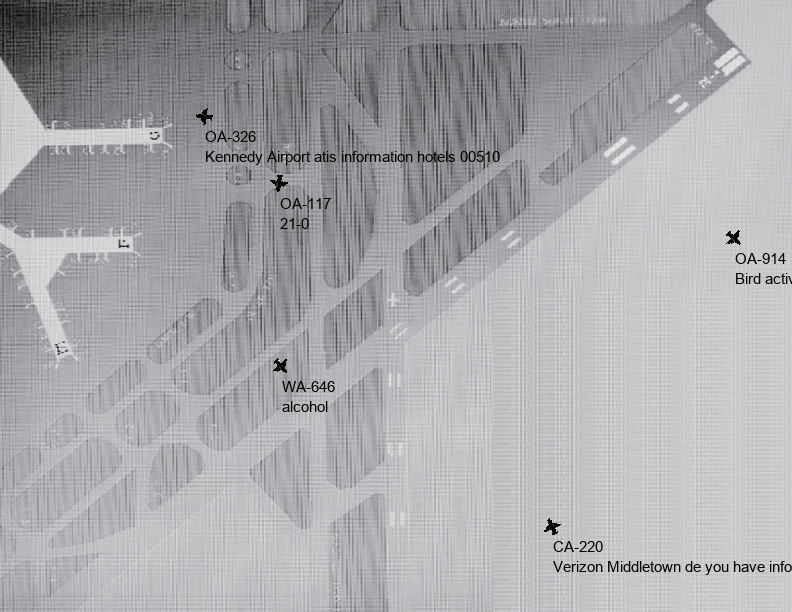 OA-326
Kennedy Airport atis information hotels 00510
OA-117
21-0
OA-914
Bird activ
WA-646
alcohol
CA-220
Verizon Middletown de you have info